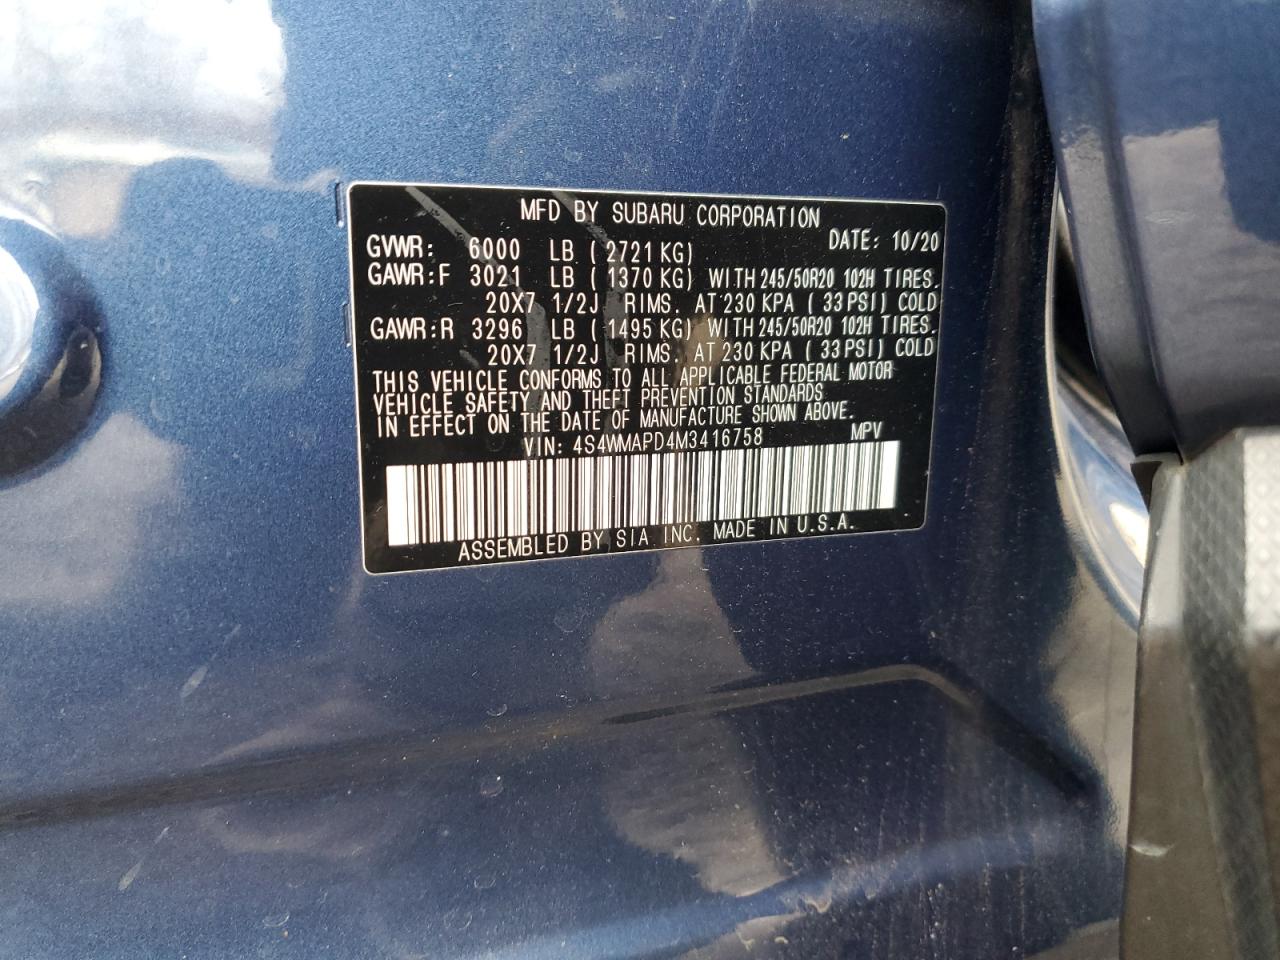 MFD BY SUBARU CORPORATION
DATE: 10/20
GVWR: 6000 LB ( 2721 KG)
GAWR:F 3021 LB ( 1370 KG) WITH 245/50R20 102H TIRES.
20X7 1/2J RIMS. AT 230 KPA ( 33 PSI) COLD
GAWR:R 3296 LB ( 1495 KG) WITH 245/50R20 102H TIRES.
20X7 1/2J RIMS. AT 230 KPA ( 33 PSI) COLD
THIS VEHICLE CONFORMS TO ALL APPLICABLE FEDERAL MOTOR
VEHICLE SAFETY AND THEFT PREVENTION STANDARDS
IN EFFECT ON THE DATE OF MANUFACTURE SHOWN ABOVE.
VIN: 4S4WMAPD4M3416758 MPV
ASSEMBLED BY SIA INC. MADE IN U.S.A.